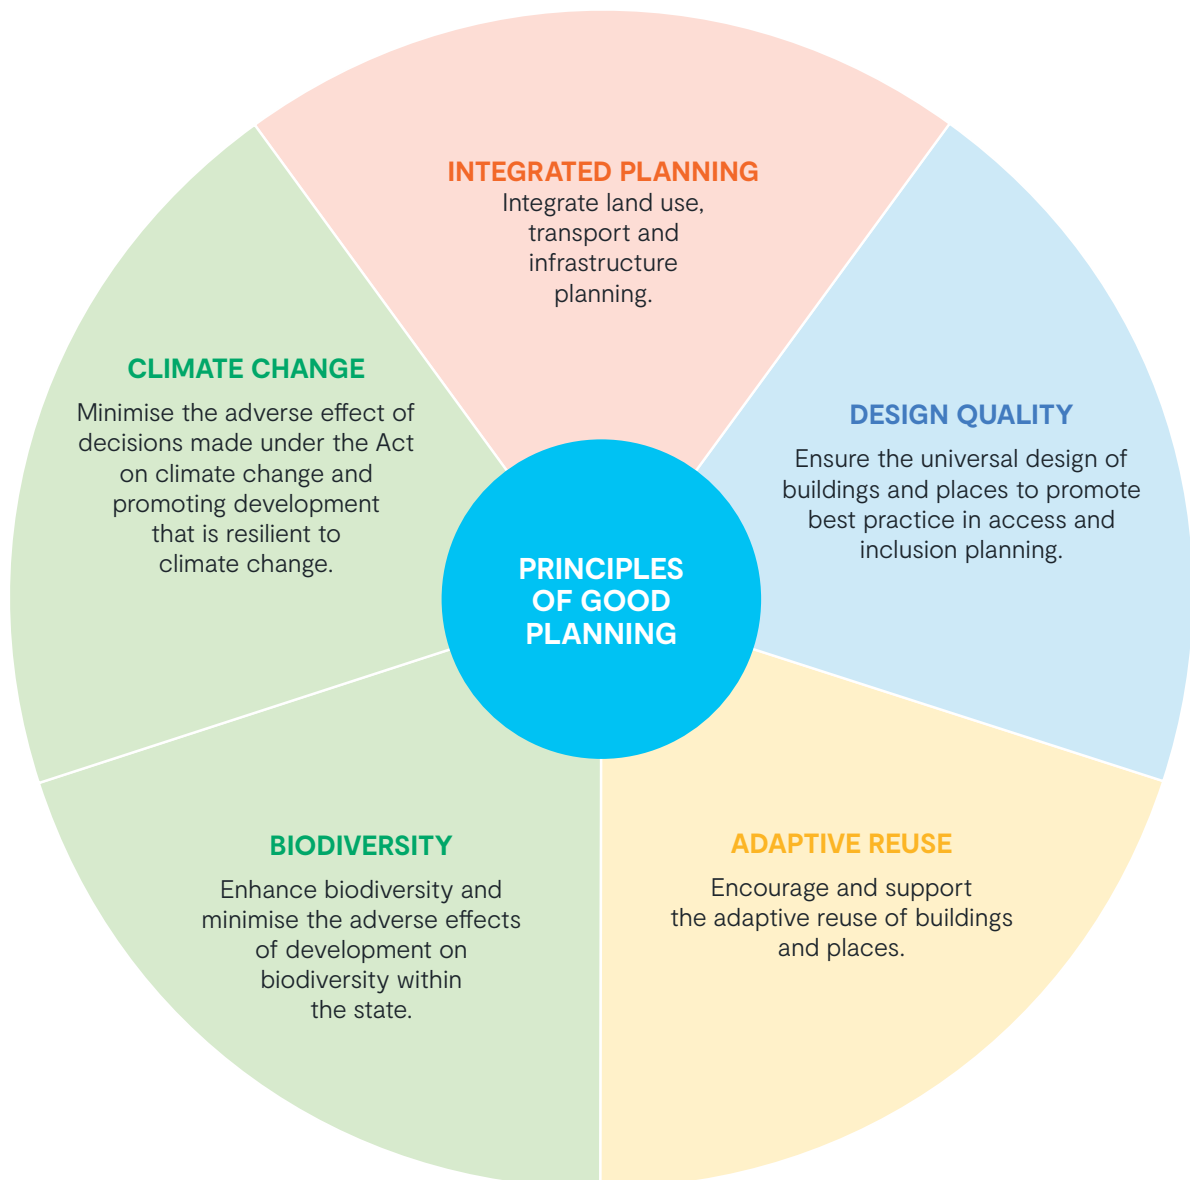 INTEGRATED PLANNING
Integrate land use,
transport and
infrastructure
planning.
CLIMATE CHANGE
Minimise the adverse effect of
decisions made under the Act
on climate change and
promoting development
that is resilient to
climate change.
DESIGN QUALITY
Ensure the universal design of
buildings and places to promote
best practice in access and
inclusion planning.
PRINCIPLES
OF GOOD
PLANNING
BIODIVERSITY
Enhance biodiversity and
minimise the adverse effects
of development on
biodiversity within
the state.
ADAPTIVE REUSE
Encourage and support
the adaptive reuse of buildings
and places.